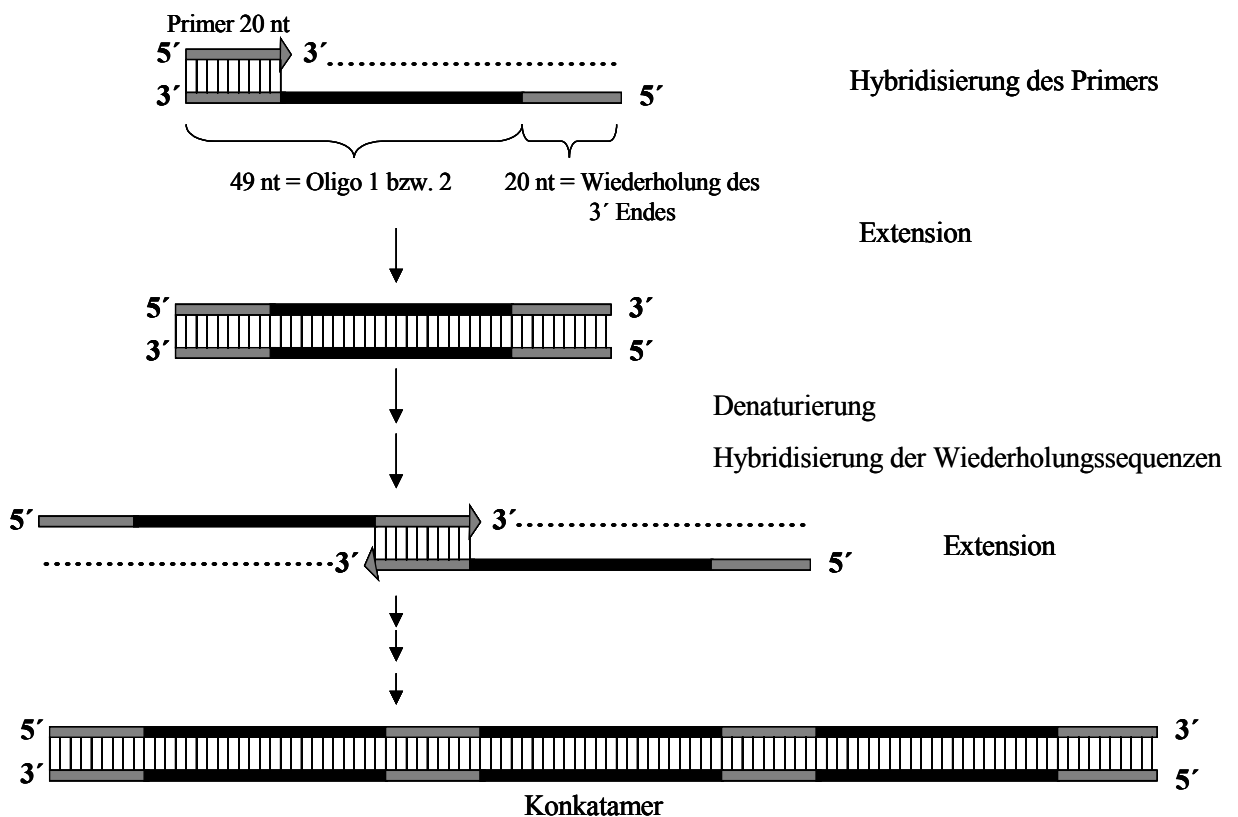 Primer 20 nt
5´ 3´
Hybridisierung des Primers
3´ 5´
49 nt = Oligo 1 bzw. 2
20 nt = Wiederholung des
3´ Endes
Extension
5´ 3´
3´ 5´
Denaturierung
Hybridisierung der Wiederholungssequenzen
5´ 3´
Extension
3´ 5´
5´ 3´
3´ 5´
Konkatamer